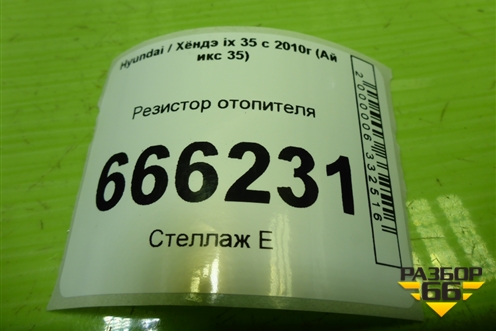 Hyundai / Хёндэ ix 35 с 2010г (Ай
икс 35)
Резистор отопителя
666231
Стеллаж Е
2000006332516
РАЗБОР
66